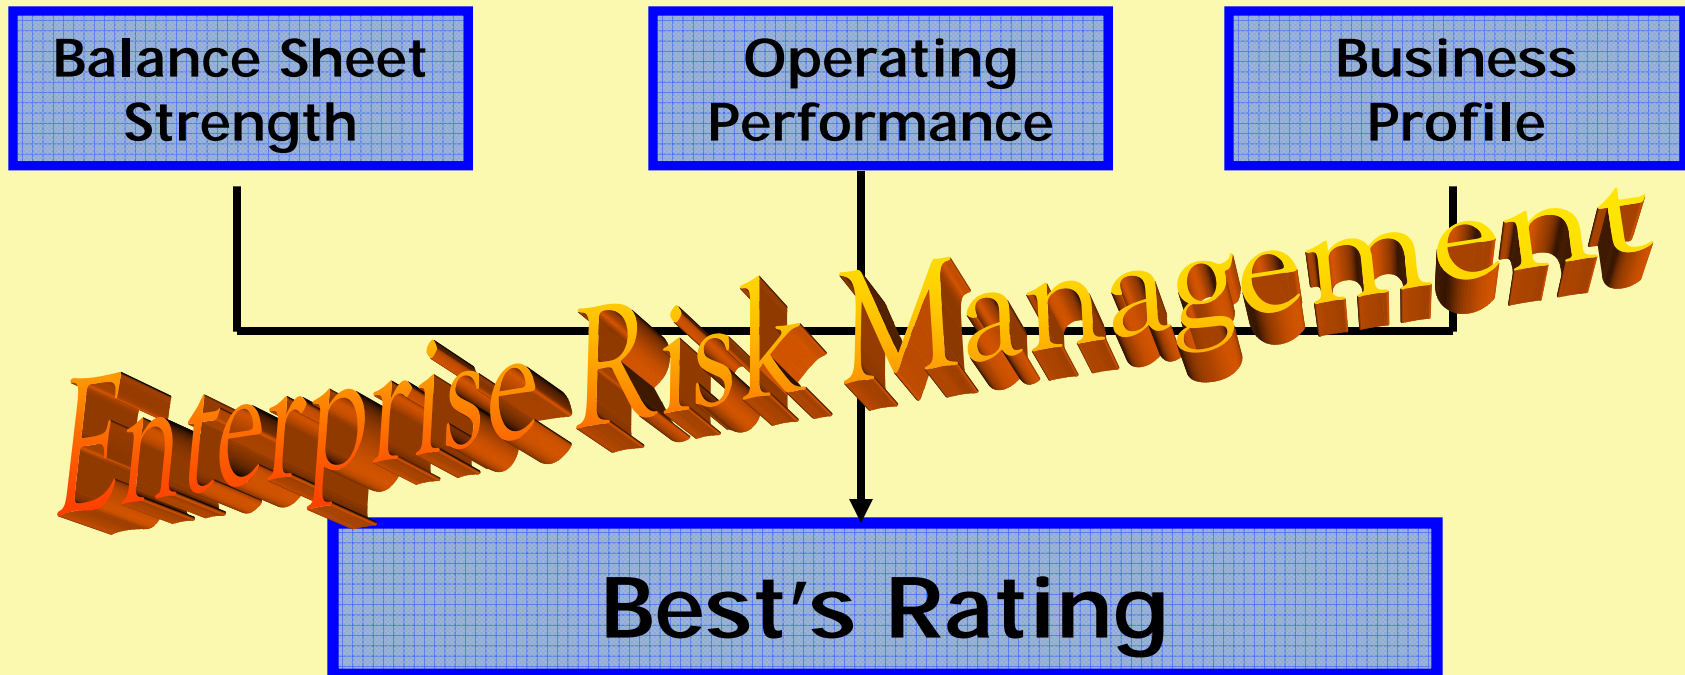 Balance Sheet
Strength
Operating
Performance
Business
Profile
Enterprise Risk Management
Best's Rating